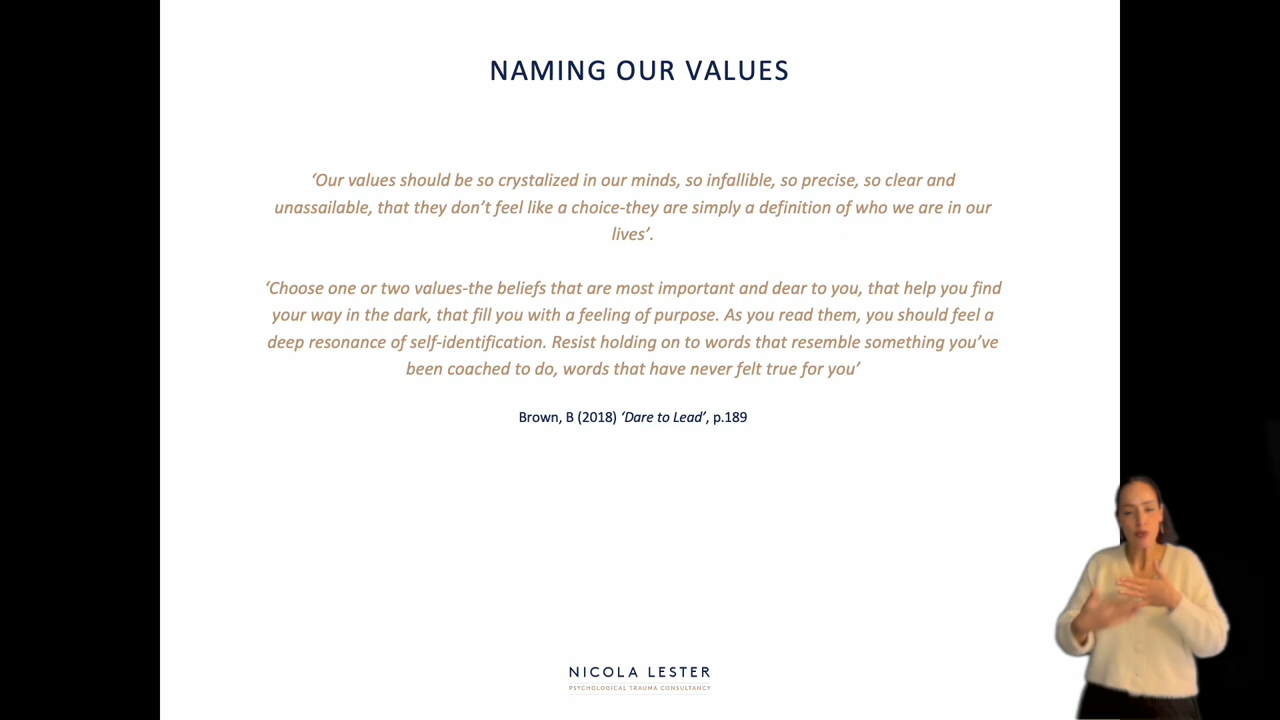 NAMING OUR VALUES
‘Our values should be so crystalized in our minds, so infallible, so precise, so clear and
unassailable, that they don’t feel like a choice-they are simply a definition of who we are in our
lives’.
‘Choose one or two values-the beliefs that are most important and dear to you, that help you find
your way in the dark, that fill you with a feeling of purpose. As you read them, you should feel a
deep resonance of self-identification. Resist holding on to words that resemble something you’ve
been coached to do, words that have never felt true for you’
Brown, B (2018) ‘Dare to Lead’, p.189
NICOLA LESTER
PSYCHOLOGICAL TRAUMA CONSULTANCY